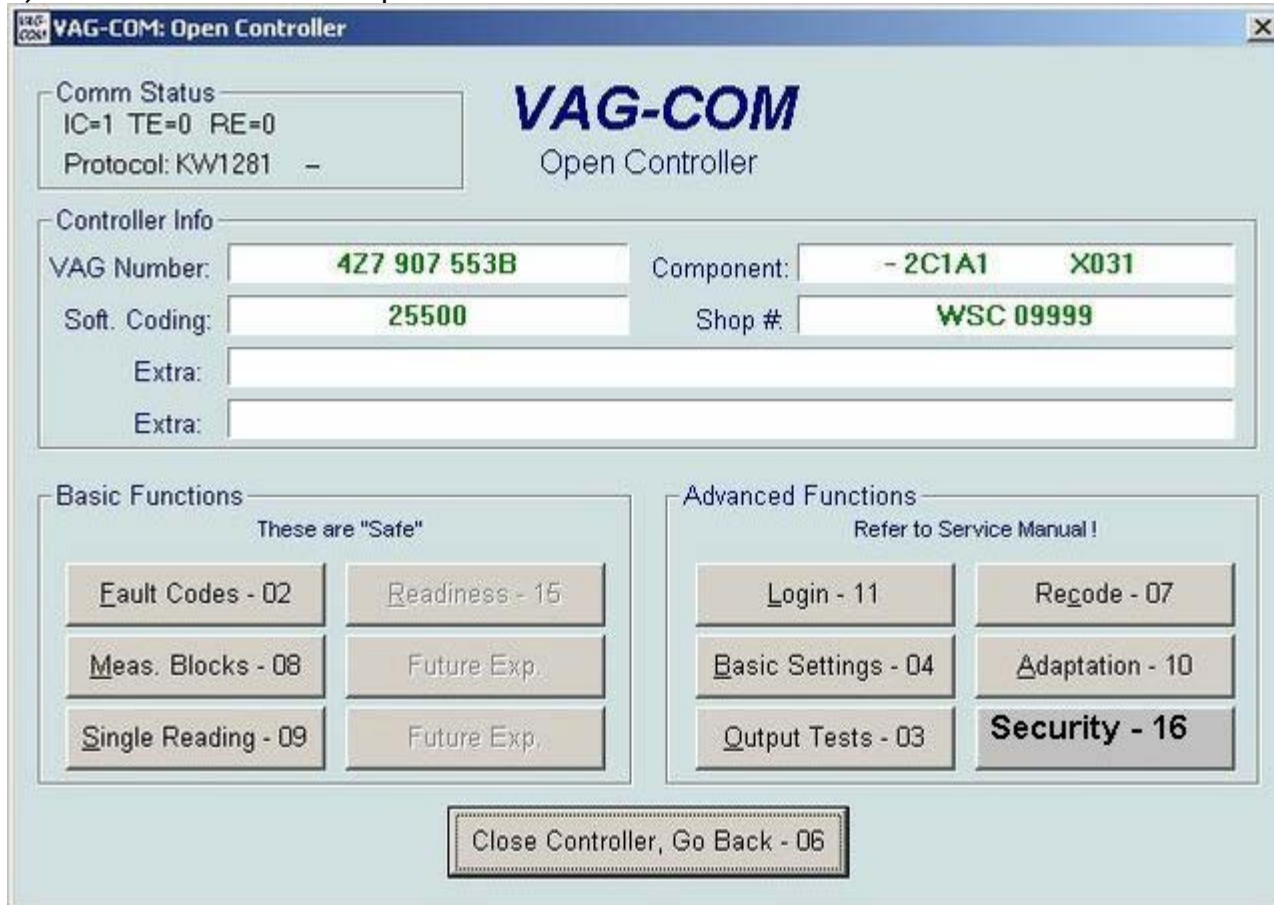 VAG-COM: Open Controller
Comm Status
IC=1 TE=0 RE=0
Protocol: KW1281 –
VAG-COM
Open Controller
Controller Info
VAG Number: 4Z7 907 553B Component: - 2C1A1 X031
Soft. Coding: 25500 Shop #: WSC 09999
Extra:
Extra:
Basic Functions
These are "Safe"
Fault Codes - 02 Readiness - 15
Meas. Blocks - 08 Future Exp.
Single Reading - 09 Future Exp.
Advanced Functions
Refer to Service Manual !
Login - 11 Recode - 07
Basic Settings - 04 Adaptation - 10
Output Tests - 03 Security - 16
Close Controller, Go Back - 06